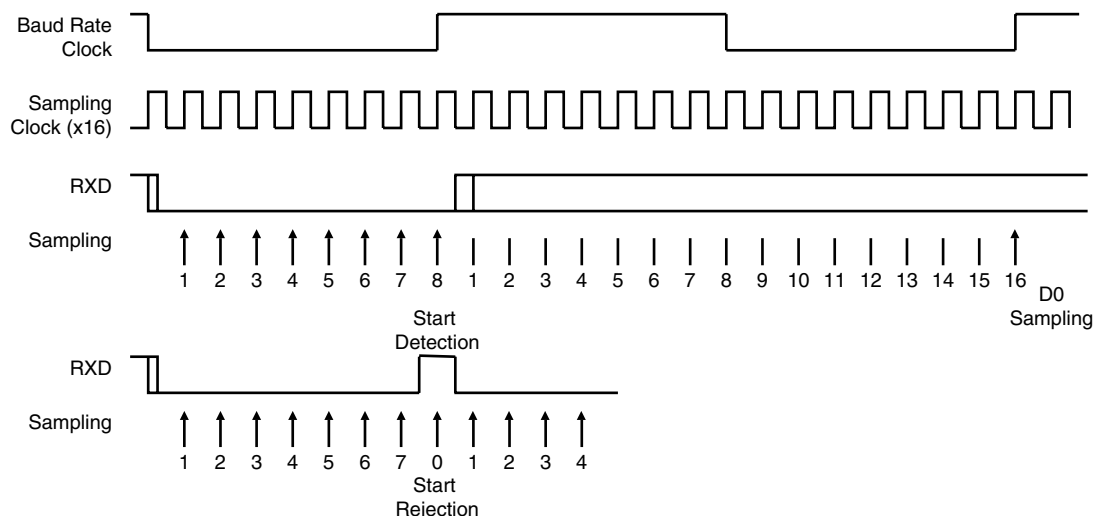 Baud Rate
Clock
Sampling
Clock (x16)
RXD
Sampling
1 2 3 4 5 6 7 8 1 2 3 4 5 6 7 8 9 10 11 12 13 14 15 16
D0
Sampling
Start
Detection
RXD
Sampling
1 2 3 4 5 6 7 0 1 2 3 4
Start
Rejection